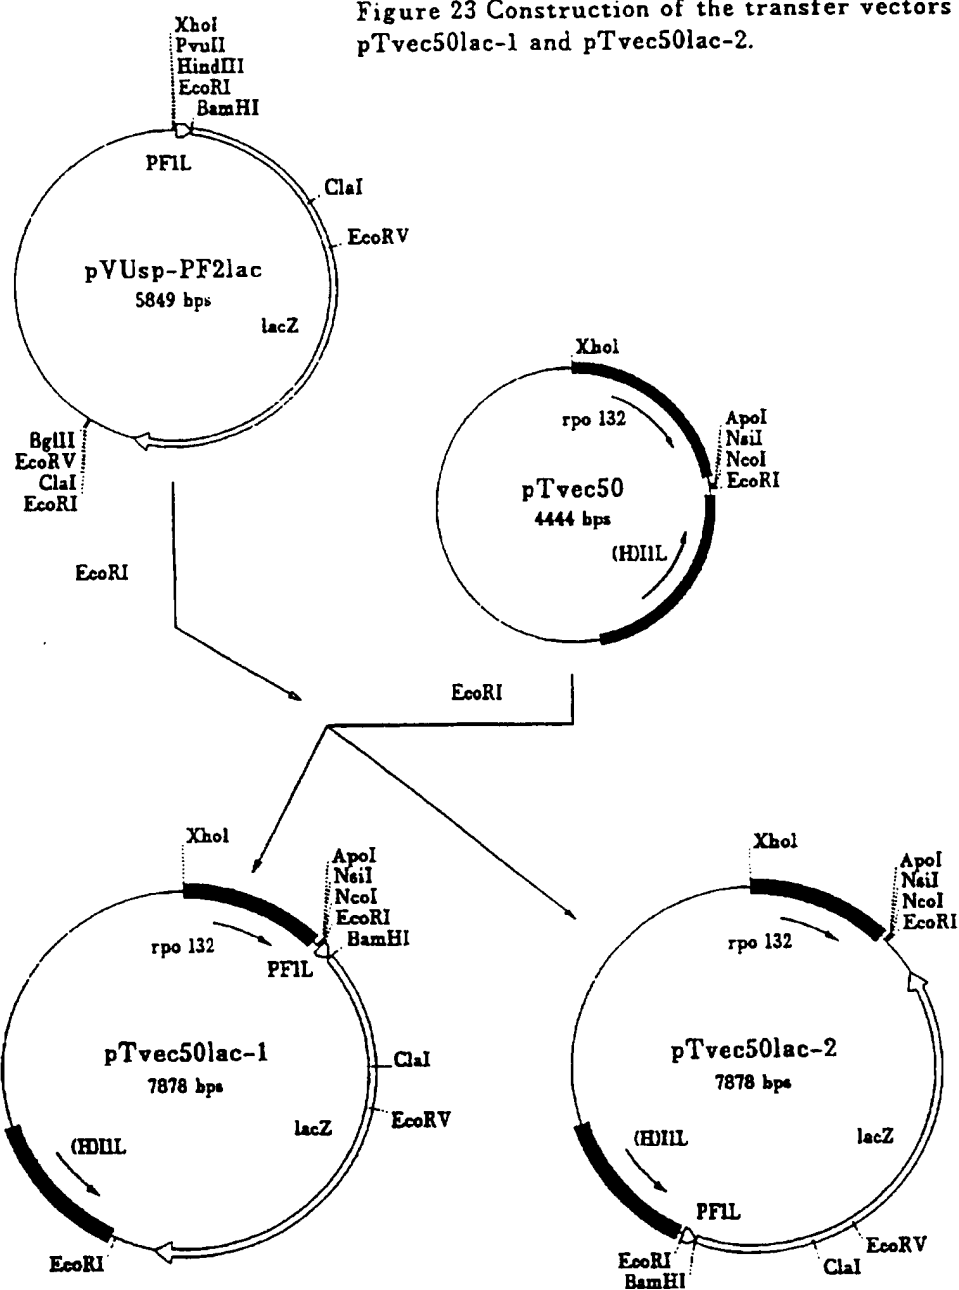 Figure 23 Construction of the transfer vectors
pTvec50lac-1 and pTvec50lac-2.
XhoI
PvuII
HindIII
EcoRI
BamHI
PF1L
ClaI
EcoRV
pVUsp-PF2lac
5849 bps
lacZ
BglII
EcoRV
ClaI
EcoRI
EcoRI
XhoI
rpo 132
ApoI
NsiI
NcoI
EcoRI
pTvec50
4444 bps
(H)I1L
EcoRI
XhoI
ApoI
NsiI
NcoI
EcoRI
BamHI
rpo 132
PF1L
pTvec50lac-1
7878 bps
ClaI
EcoRV
lacZ
(H)I1L
EcoRI
XhoI
ApoI
NsiI
NcoI
EcoRI
rpo 132
pTvec50lac-2
7878 bps
lacZ
(H)I1L
PF1L
EcoRI
BamHI
EcoRV
ClaI